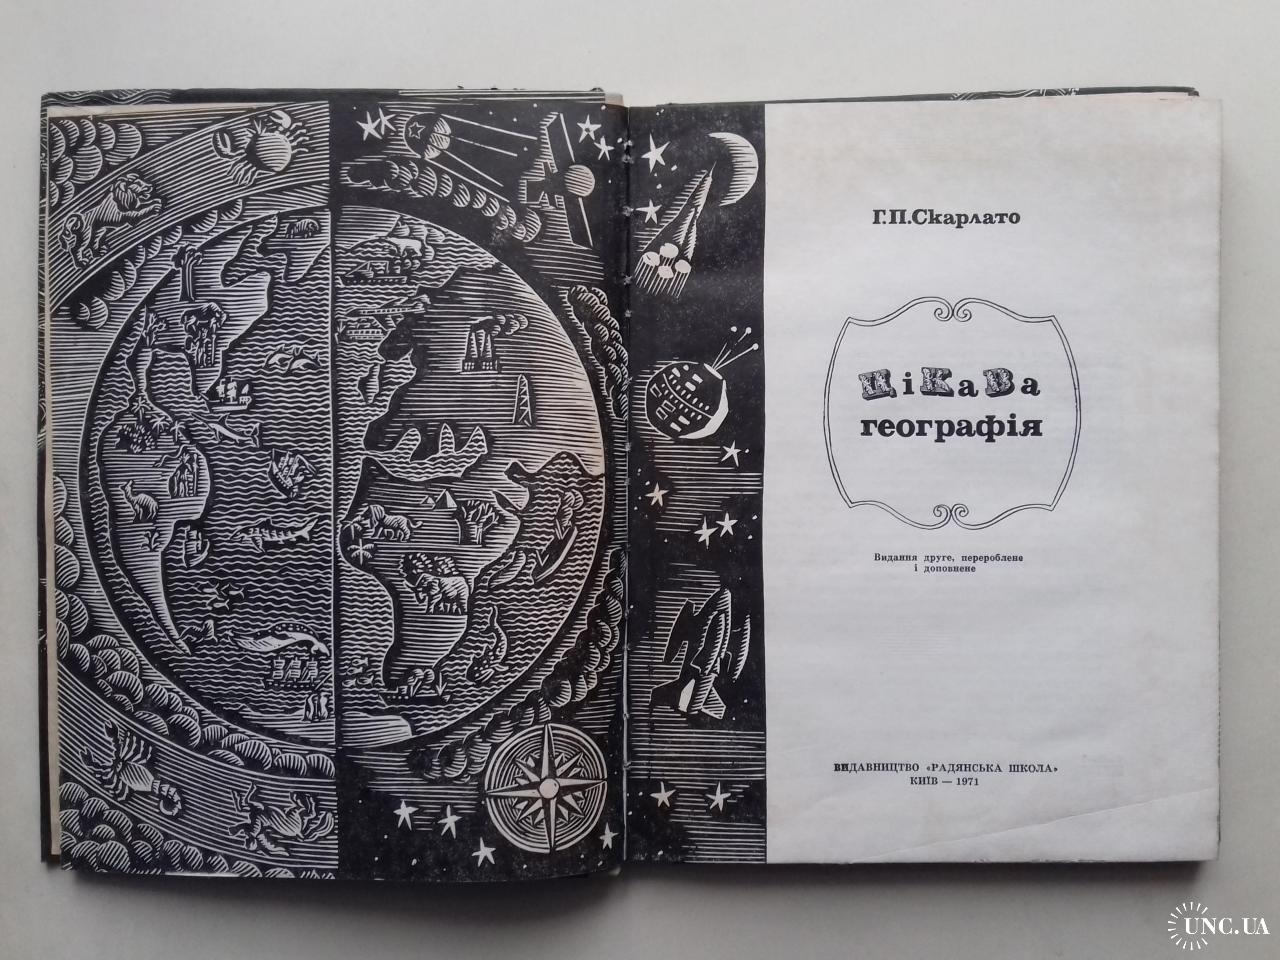 Г.П.Скарлато
ЦіКаВа
географія
Видання друге, перероблене
і доповнене
ВИДАВНИЦТВО «РАДЯНСЬКА ШКОЛА»
КИЇВ — 1971
UNC.UA